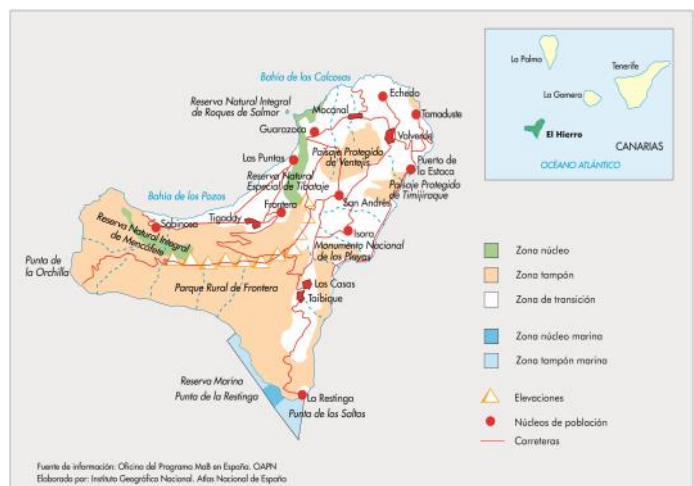 Bahía de las Calcosas
Echedo
Reserva Natural Integral
de Roques de Salmor
Mocanal
Tamaduste
Guarazoca
Valverde
Las Puntas
Paisaje Protegido
de Ventejís
Puerto de
la Estaca
Reserva Natural
Especial de Tibataje
Paisaje Protegido
de Timijiraque
Bahía de los Pozos
Frontera
San Andrés
Tigaday
Sabinosa
Isora
Reserva Natural Integral
de Mencáfete
Monumento Nacional
de las Playas
Punta de
la Orchilla
Parque Rural de Frontera
Las Casas
Taibique
Reserva Marina
Punta de la Restinga
La Restinga
Punta de los Saltos
La Palma
Tenerife
La Gomera
El Hierro
CANARIAS
OCÉANO ATLÁNTICO
Zona núcleo
Zona tampón
Zona de transición
Zona núcleo marina
Zona tampón marina
Elevaciones
Núcleos de población
Carreteras
Fuente de información: Oficina del Programa MaB en España. OAPN
Elaborado por: Instituto Geográfico Nacional. Atlas Nacional de España